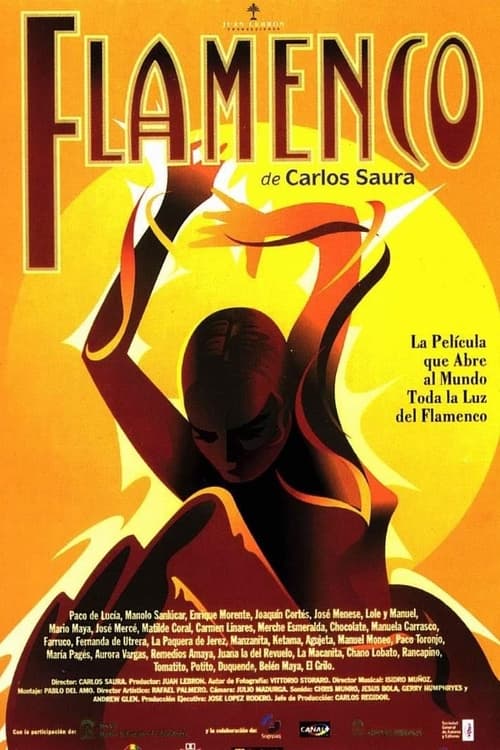 JUAN LEBRON
FLAMENCO
de Carlos Saura
La Película
que Abre
al Mundo
Toda la Luz
del Flamenco
Paco de Lucía, Manolo Sanlúcar, Enrique Morente, Joaquín Cortés, José Menese, Lole y Manuel,
Mario Maya, José Mercé, Matilde Coral, Carmen Linares, Merche Esmeralda, Chocolate, Manuela Carrasco,
Farruco, Fernanda de Utrera, La Paquera de Jerez, Manzanita, Ketama, Agujeta, Manuel Moneo, Paco Toronjo,
María Pagés, Aurora Vargas, Remedios Amaya, Juana la del Revuelo, La Macanita, Chano Lobato, Rancapino,
Tomatito, Potito, Duquende, Belén Maya, El Grilo.
Director: CARLOS SAURA. Productor: JUAN LEBRON. Autor de Fotografía: VITTORIO STORARO. Director Musical: ISIDRO MUÑOZ.
Montaje: PABLO DEL AMO. Director Artístico: RAFAEL PALMERO. Cámara: JULIO MADURGA. Sonido: CHRIS MUNRO, JESUS BOLA, GERRY HUMPHREYS y
ANDREW GLEN. Producción Ejecutiva: JOSE LOPEZ RODERO. Jefe de Producción: CARLOS REGIDOR.
Con la participación de:
y la colaboración de:
CANAL+